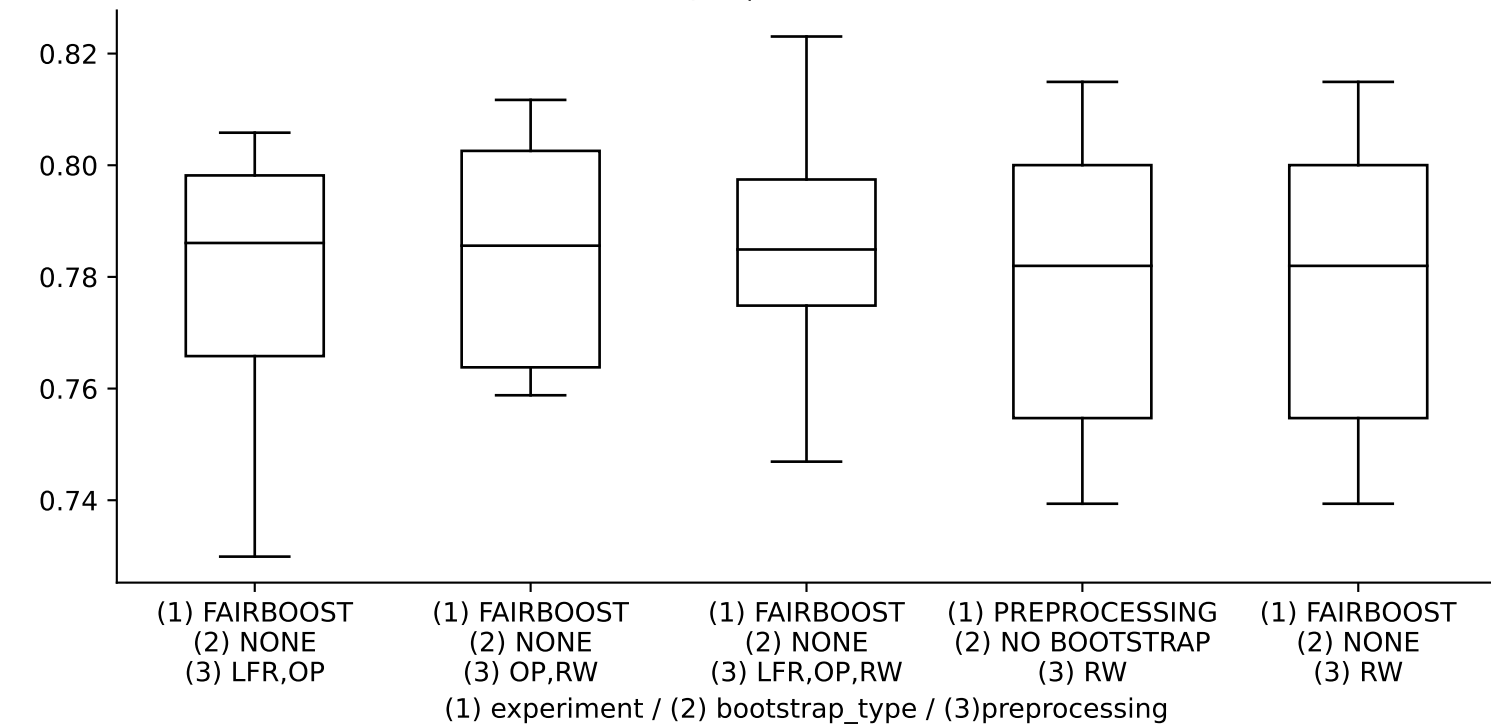 0.82
0.80
0.78
0.76
0.74
(1) FAIRBOOST
(2) NONE
(3) LFR,OP
(1) FAIRBOOST
(2) NONE
(3) OP,RW
(1) FAIRBOOST
(2) NONE
(3) LFR,OP,RW
(1) PREPROCESSING
(2) NO BOOTSTRAP
(3) RW
(1) FAIRBOOST
(2) NONE
(3) RW
(1) experiment / (2) bootstrap_type / (3)preprocessing